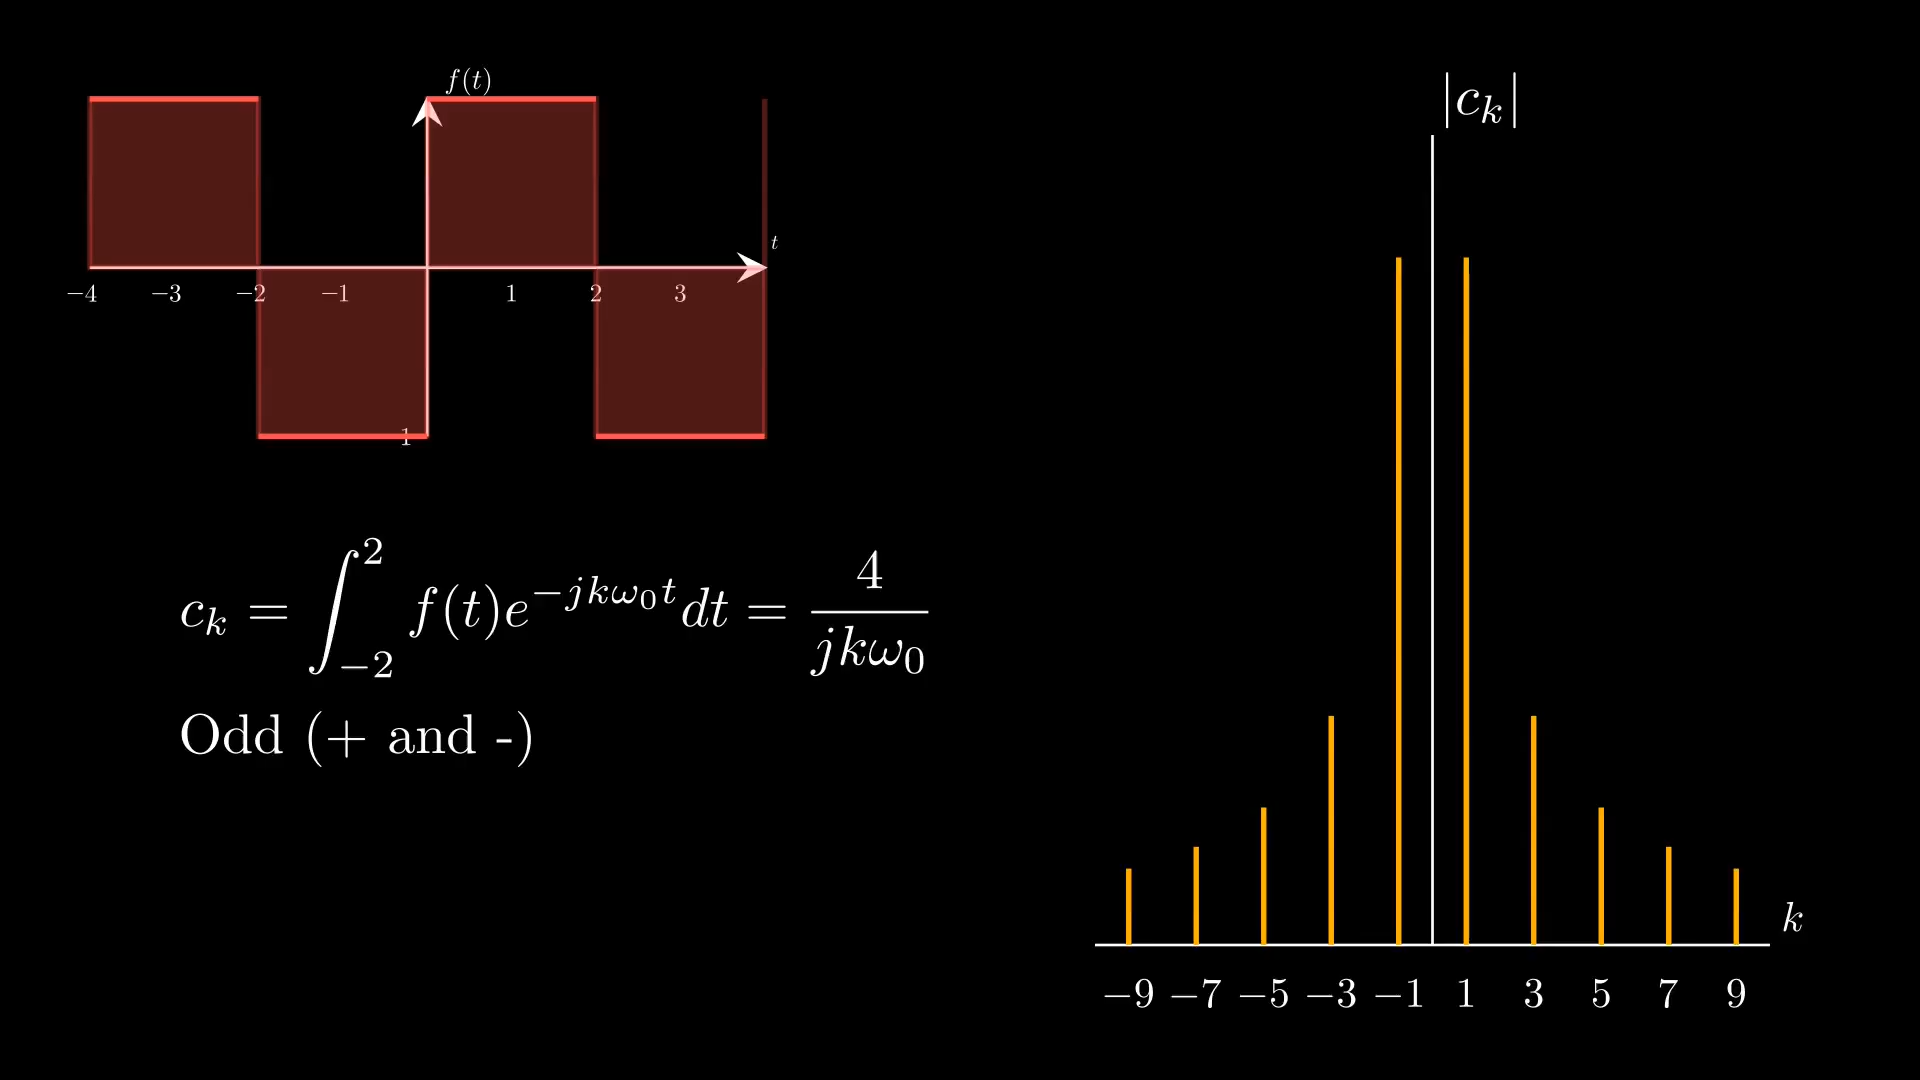 f(t)
t
−4 −3 −2 −1 1 2 3
1
c_k = ∫_{−2}^{2} f(t)e^{−jkω_0t}dt = \frac{4}{jkω_0}
Odd (+ and -)
|c_k|
k
−9 −7 −5 −3 −1 1 3 5 7 9